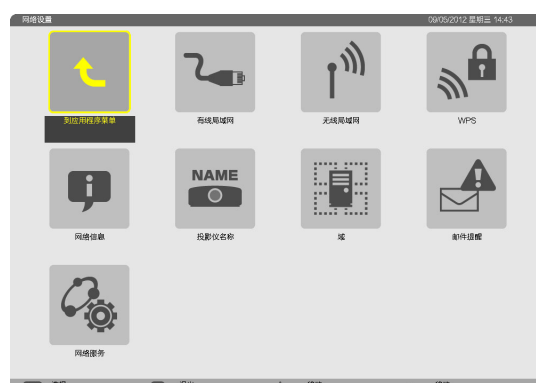 网络设置
09/05/2012 星期三 14:43
到应用程序菜单
有线局域网
无线局域网
WPS
网络信息
NAME
投影仪名称
域
邮件提醒
网络服务